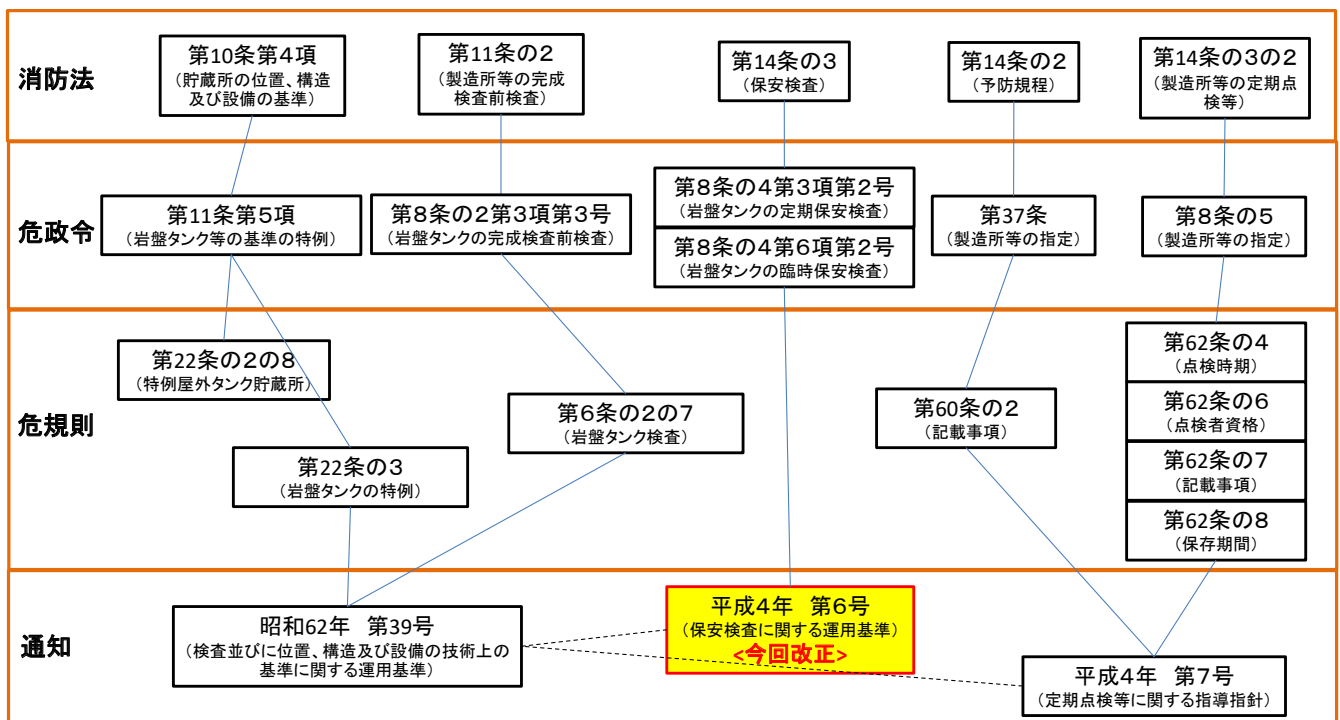 消防法
第10条第4項
(貯蔵所の位置、構造
及び設備の基準)
第11条の2
(製造所等の完成
検査前検査)
第14条の3
(保安検査)
第14条の2
(予防規程)
第14条の3の2
(製造所等の定期点
検等)
危政令
第11条第5項
(岩盤タンク等の基準の特例)
第8条の2第3項第3号
(岩盤タンクの完成検査前検査)
第8条の4第3項第2号
(岩盤タンクの定期保安検査)
第8条の4第6項第2号
(岩盤タンクの臨時保安検査)
第37条
(製造所等の指定)
第8条の5
(製造所等の指定)
危規則
第22条の2の8
(特例屋外タンク貯蔵所)
第22条の3
(岩盤タンクの特例)
第6条の2の7
(岩盤タンク検査)
第60条の2
(記載事項)
第62条の4
(点検時期)
第62条の6
(点検者資格)
第62条の7
(記載事項)
第62条の8
(保存期間)
通知
昭和62年 第39号
(検査並びに位置、構造及び設備の技術上の
基準に関する運用基準)
平成4年 第6号
(保安検査に関する運用基準)
<今回改正>
平成4年 第7号
(定期点検等に関する指導指針)